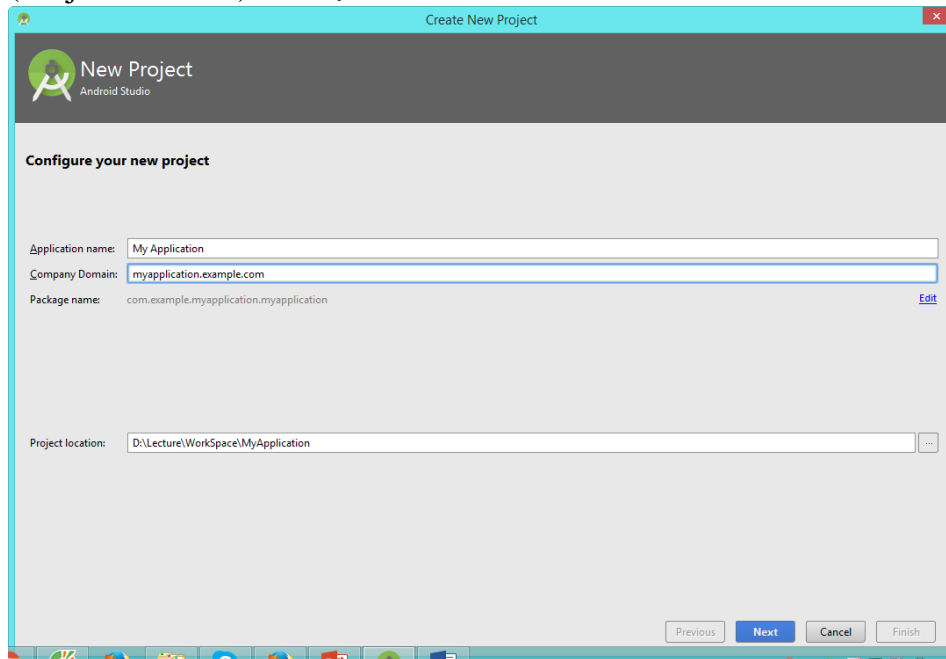 Create New Project
New Project
Android Studio
Configure your new project
Application name: My Application
Company Domain: myapplication.example.com
Package name: com.example.myapplication.myapplication Edit
Project location: D:\Lecture\WorkSpace\MyApplication ...
Previous Next Cancel Finish